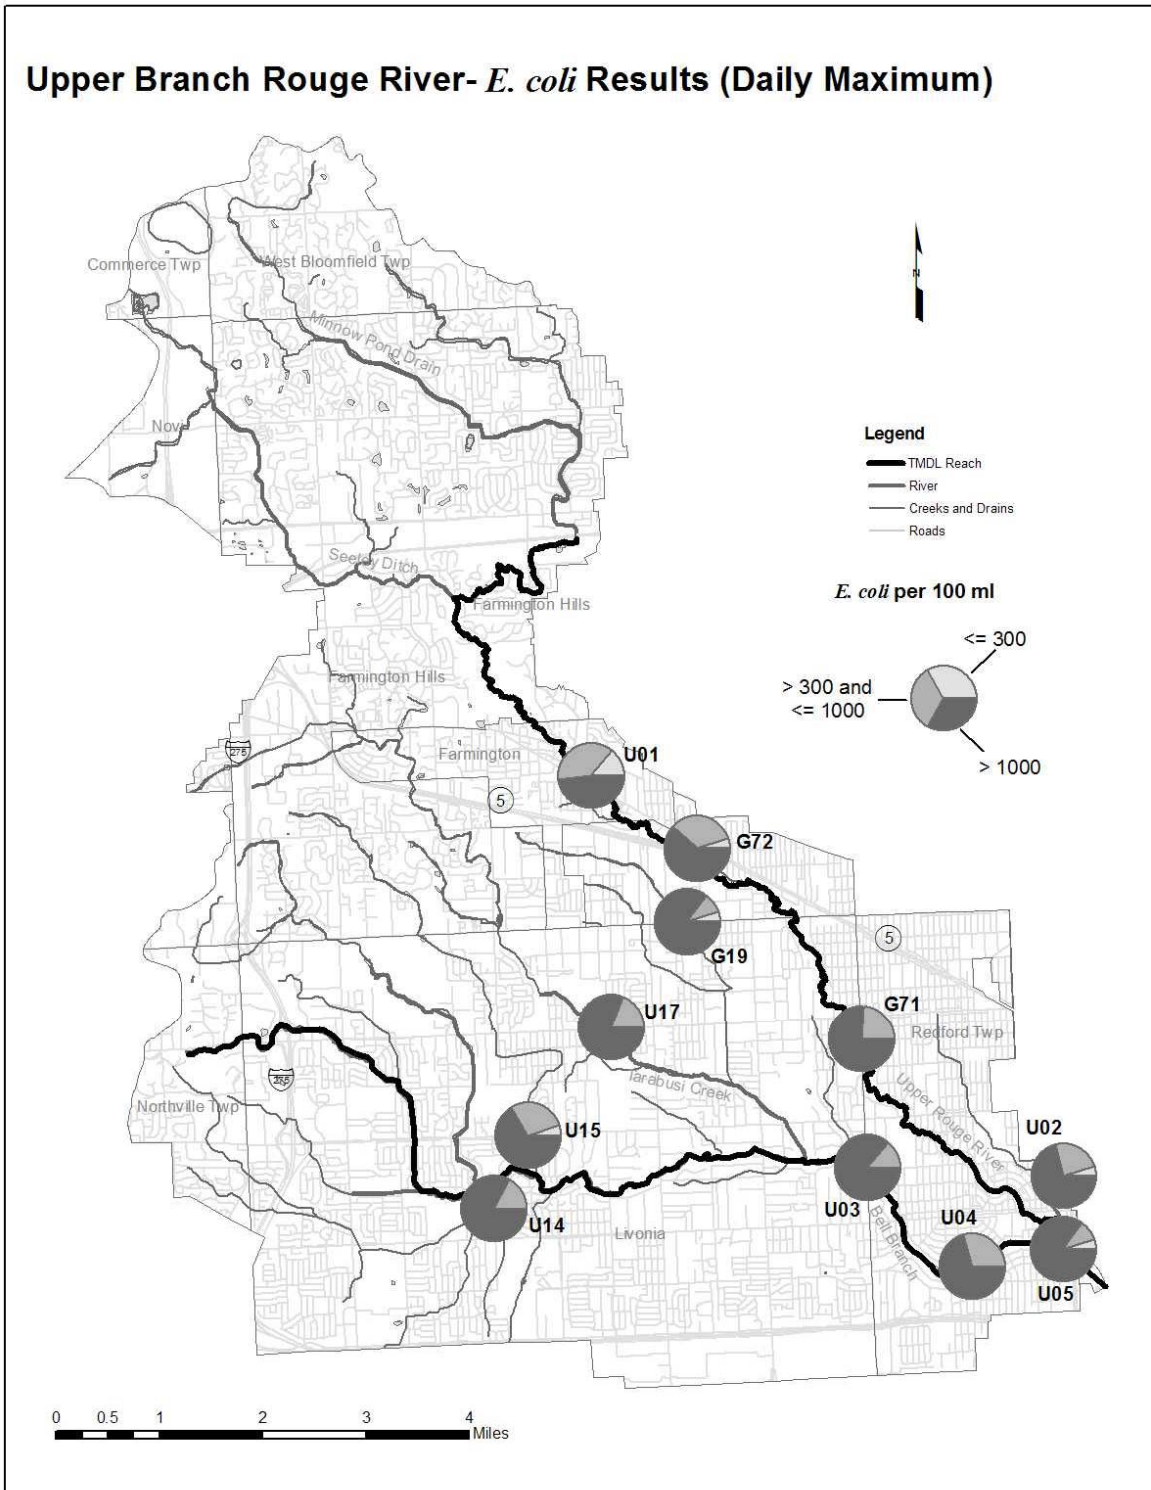 Upper Branch Rouge River- E. coli Results (Daily Maximum)
Commerce Twp
West Bloomfield Twp
Minnow Pond Drain
Novi
Legend
TMDL Reach
River
Creeks and Drains
Roads
Seeley Ditch
Farmington Hills
E. coli per 100 ml
<= 300
> 300 and
<= 1000
> 1000
Farmington Hills
275
Farmington
U01
5
G72
G19
5
U17
G71
Redford Twp
275
Northville Twp
Tarabusi Creek
Upper Rouge River
U15
U02
U03
U14
Livonia
Bell Branch
U04
U05
0 0.5 1 2 3 4
Miles